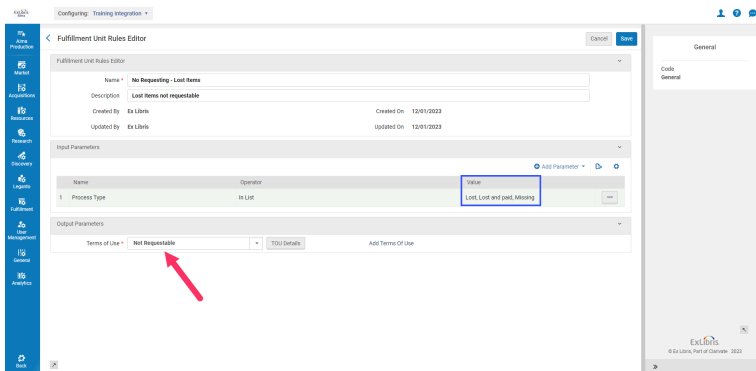 ExLibris
Alma
Configuring: Training Integration
Alma
Production
Market
Acquisitions
Resources
Research
Discovery
Leganto
Fulfillment
User
Management
General
Analytics
Back
Fulfillment Unit Rules Editor
Cancel
Save
Fulfillment Unit Rules Editor
Name * No Requesting - Lost Items
Description Lost Items not requestable
Created By Ex Libris Created On 12/01/2023
Updated By Ex Libris Updated On 12/01/2023
Input Parameters
Add Parameter
Name Operator Value
1 Process Type In List Lost, Lost and paid, Missing
Output Parameters
Terms of Use * Not Requestable TOU Details Add Terms Of Use
General
Code
General
ExLibris
© Ex Libris, Part of Clarivate 2023